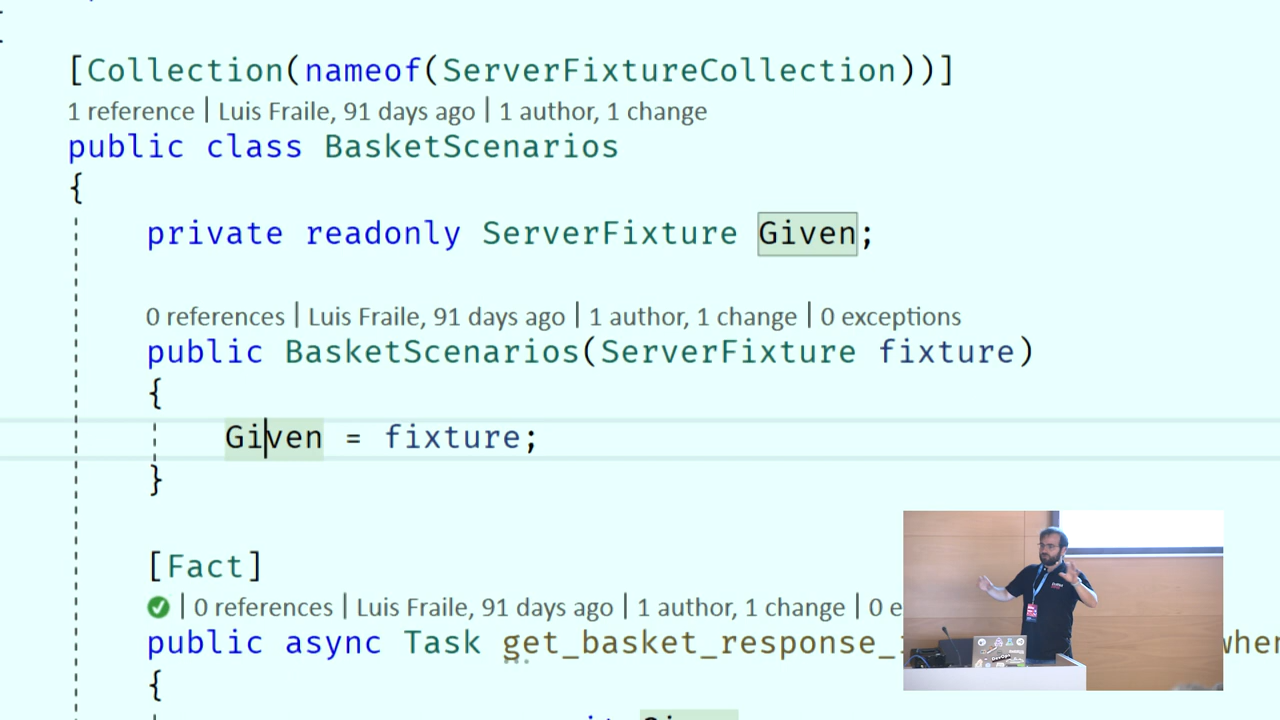 [Collection(nameof(ServerFixtureCollection))]
1 reference | Luis Fraile, 91 days ago | 1 author, 1 change
public class BasketScenarios
{
private readonly ServerFixture Given;
0 references | Luis Fraile, 91 days ago | 1 author, 1 change | 0 exceptions
public BasketScenarios(ServerFixture fixture)
{
Given = fixture;
}
[Fact]
| 0 references | Luis Fraile, 91 days ago | 1 author, 1 change | 0 e
public async Task get_basket_response_
{
Given